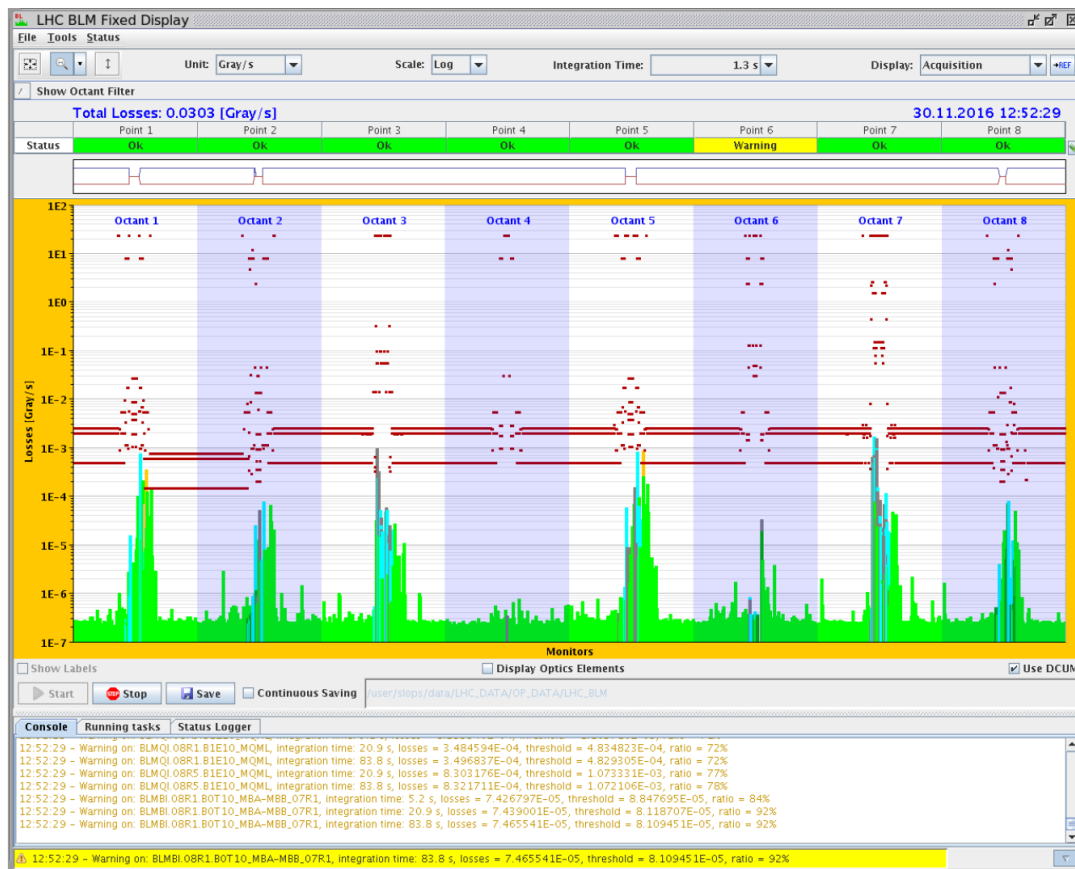 LHC BLM Fixed Display
File Tools Status
Unit: Gray/s Scale: Log Integration Time: 1.3 s Display: Acquisition →REF
Show Octant Filter
Total Losses: 0.0303 [Gray/s] 30.11.2016 12:52:29
Point 1 Point 2 Point 3 Point 4 Point 5 Point 6 Point 7 Point 8
Status Ok Ok Ok Ok Ok Warning Ok Ok
1E2
Octant 1 Octant 2 Octant 3 Octant 4 Octant 5 Octant 6 Octant 7 Octant 8
1E1
1E0
1E-1
1E-2
Losses [Gray/s]
1E-3
1E-4
1E-5
1E-6
1E-7
Monitors
Show Labels Display Optics Elements Use DCUM
Start STOP Stop Save Continuous Saving /user/slops/data/LHC_DATA/OP_DATA/LHC_BLM
Console Running tasks Status Logger
12:52:29 – Warning on: BLMQI.08R1.B1E10_MQML, integration time: 20.9 s, losses = 3.484594E-04, threshold = 4.834823E-04, ratio = 72%
12:52:29 – Warning on: BLMQI.08R1.B1E10_MQML, integration time: 83.8 s, losses = 3.496837E-04, threshold = 4.829305E-04, ratio = 72%
12:52:29 – Warning on: BLMQI.08R5.B1E10_MQML, integration time: 20.9 s, losses = 8.303176E-04, threshold = 1.073331E-03, ratio = 77%
12:52:29 – Warning on: BLMQI.08R5.B1E10_MQML, integration time: 83.8 s, losses = 8.321711E-04, threshold = 1.072106E-03, ratio = 78%
12:52:29 – Warning on: BLMBI.08R1.B0T10_MBA-MBB_07R1, integration time: 5.2 s, losses = 7.426797E-05, threshold = 8.847695E-05, ratio = 84%
12:52:29 – Warning on: BLMBI.08R1.B0T10_MBA-MBB_07R1, integration time: 20.9 s, losses = 7.439001E-05, threshold = 8.118707E-05, ratio = 92%
12:52:29 – Warning on: BLMBI.08R1.B0T10_MBA-MBB_07R1, integration time: 83.8 s, losses = 7.465541E-05, threshold = 8.109451E-05, ratio = 92%
12:52:29 – Warning on: BLMBI.08R1.B0T10_MBA-MBB_07R1, integration time: 83.8 s, losses = 7.465541E-05, threshold = 8.109451E-05, ratio = 92%